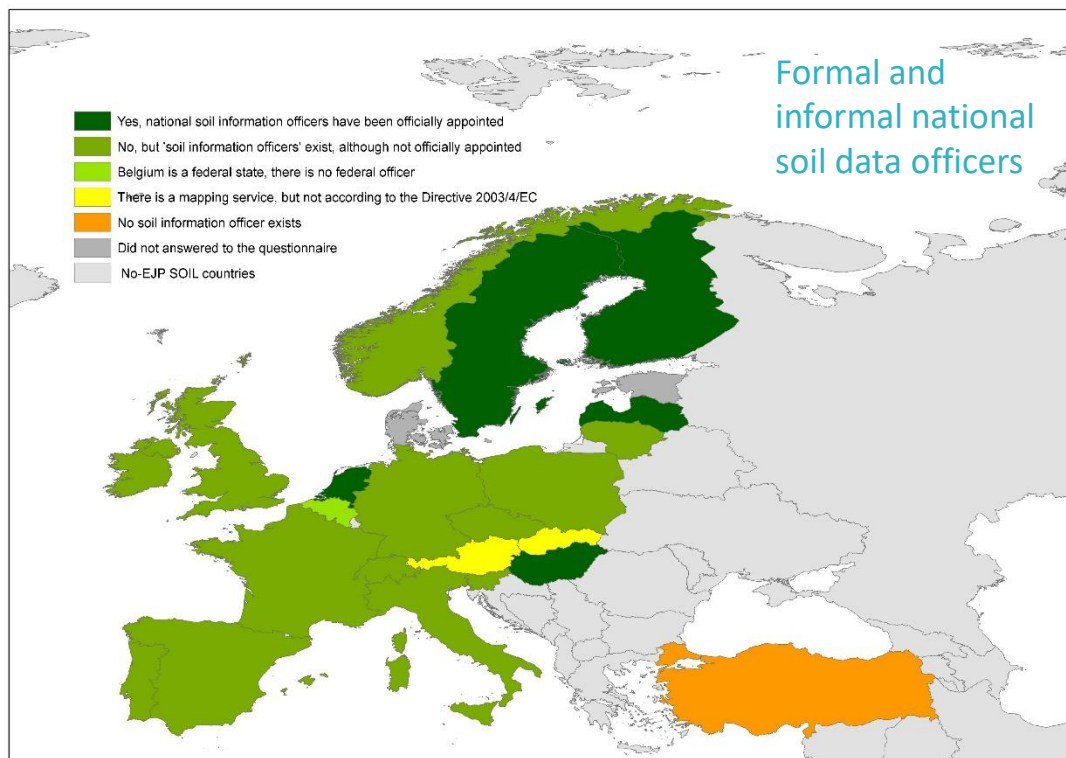 Formal and
informal national
soil data officers
Yes, national soil information officers have been officially appointed
No, but 'soil information officers' exist, although not officially appointed
Belgium is a federal state, there is no federal officer
There is a mapping service, but not according to the Directive 2003/4/EC
No soil information officer exists
Did not answered to the questionnaire
No-EJP SOIL countries